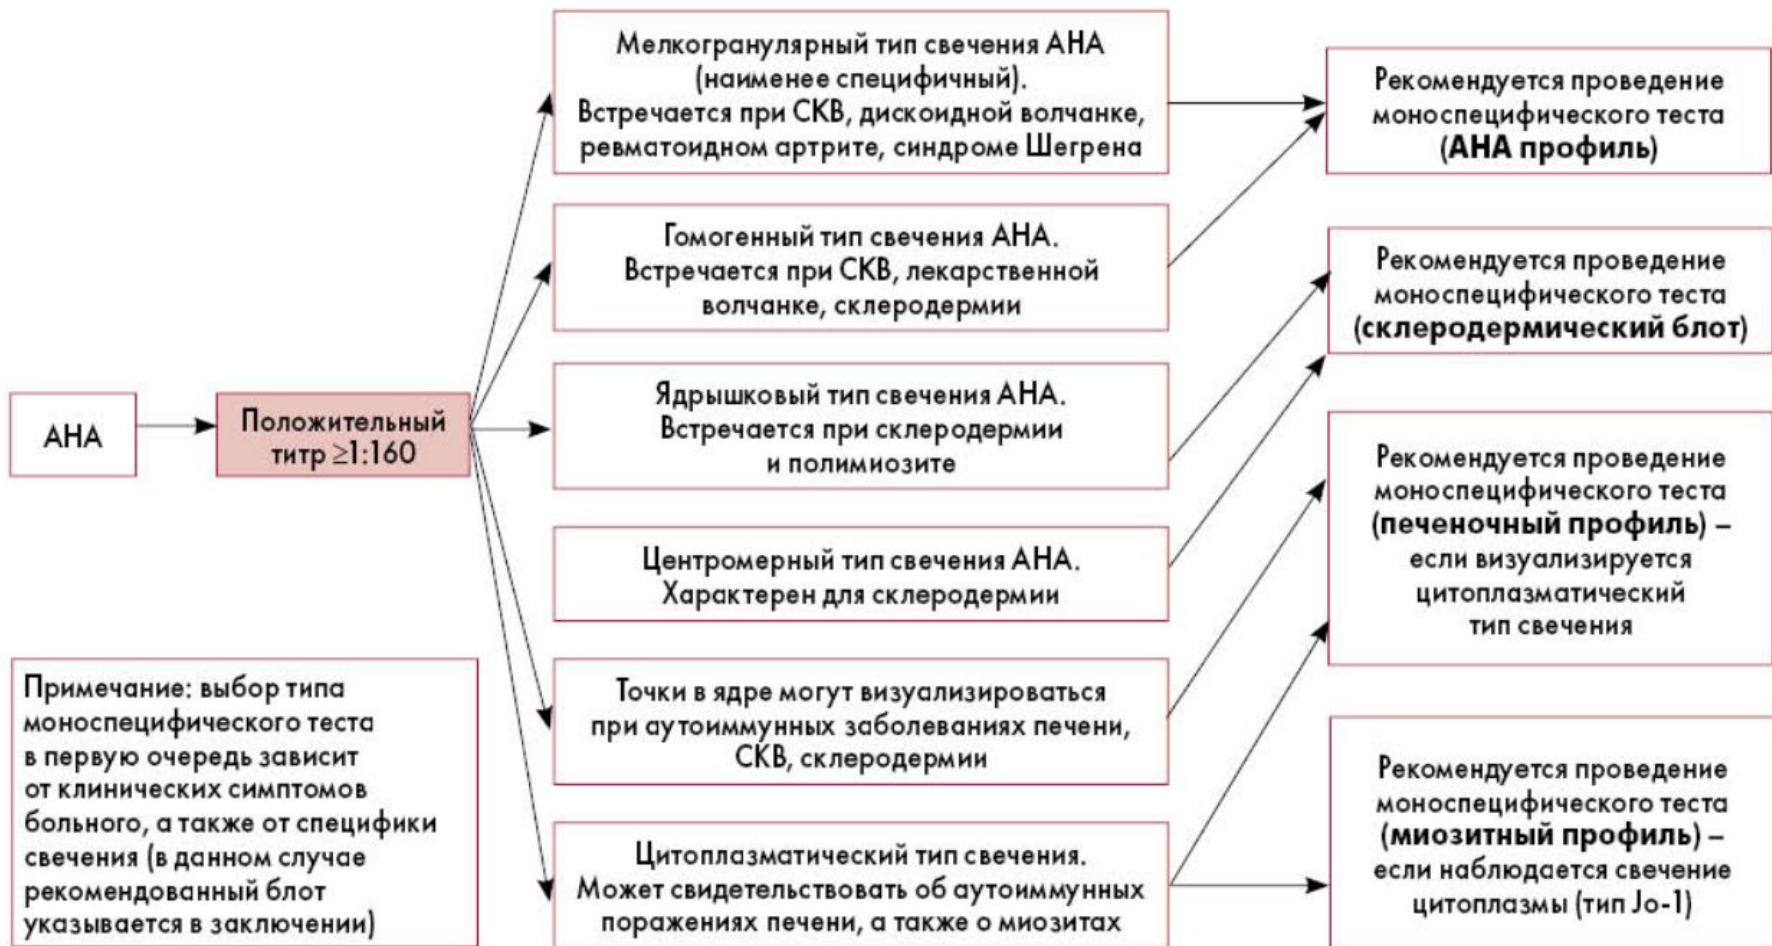 АНА
Положительный
титр ≥1:160
Мелкогранулярный тип свечения АНА
(наименее специфичный).
Встречается при СКВ, дискоидной волчанке,
ревматоидном артрите, синдроме Шегрена
Гомогенный тип свечения АНА.
Встречается при СКВ, лекарственной
волчанке, склеродермии
Ядрышковый тип свечения АНА.
Встречается при склеродермии
и полимиозите
Центромерный тип свечения АНА.
Характерен для склеродермии
Точки в ядре могут визуализироваться
при аутоиммунных заболеваниях печени,
СКВ, склеродермии
Цитоплазматический тип свечения.
Может свидетельствовать об аутоиммунных
поражениях печени, а также о миозитах
Рекомендуется проведение
моноспецифического теста
(АНА профиль)
Рекомендуется проведение
моноспецифического теста
(склеродермический блот)
Рекомендуется проведение
моноспецифического теста
(печеночный профиль) –
если визуализируется
цитоплазматический
тип свечения
Рекомендуется проведение
моноспецифического теста
(миозитный профиль) –
если наблюдается свечение
цитоплазмы (тип Jo-1)
Примечание: выбор типа
моноспецифического теста
в первую очередь зависит
от клинических симптомов
больного, а также от специфики
свечения (в данном случае
рекомендованный блот
указывается в заключении)